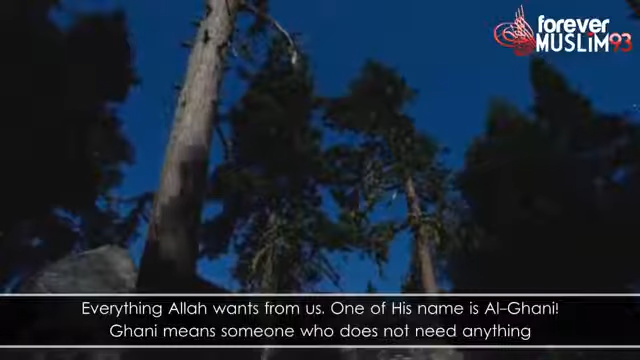 forever
MUSLiM93
Everything Allah wants from us. One of His name is Al-Ghani!
Ghani means someone who does not need anything